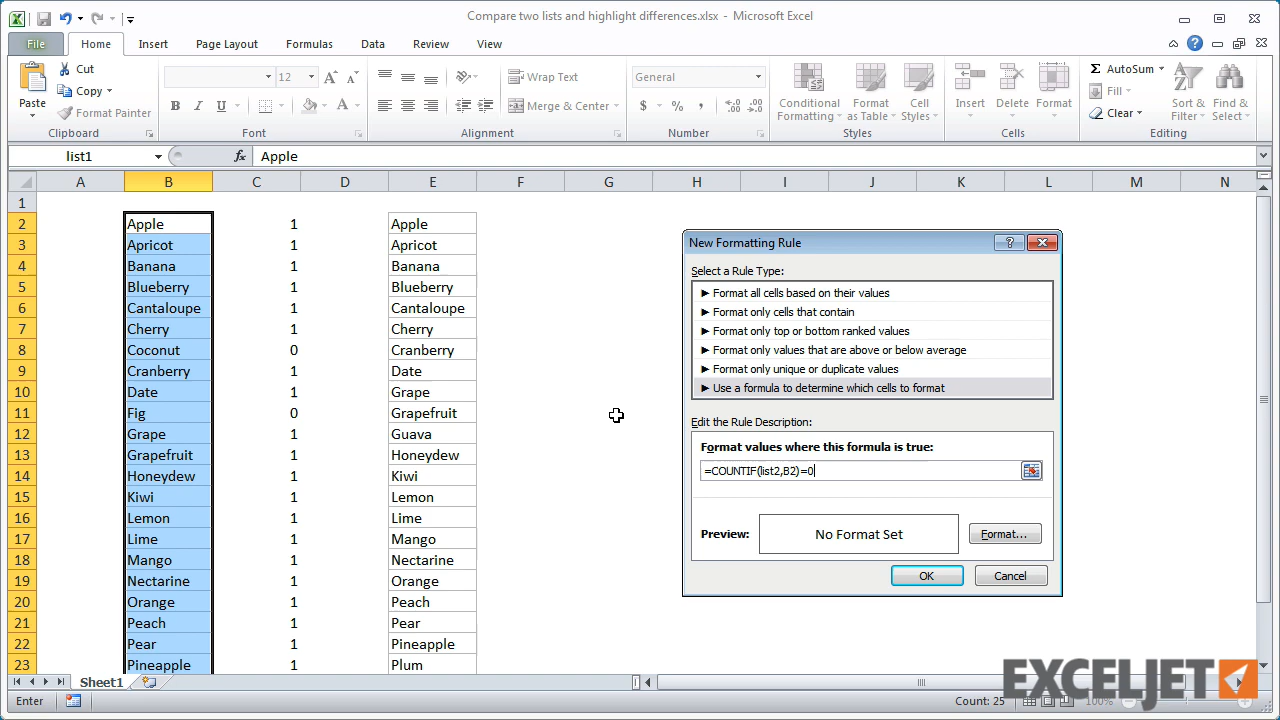 Compare two lists and highlight differences.xlsx - Microsoft Excel
File Home Insert Page Layout Formulas Data Review View
Paste
Cut
Copy
Format Painter
Clipboard
12
B I U
Font
Wrap Text
Merge & Center
Alignment
General
$ % ,
Number
Conditional Formatting
Format as Table
Cell Styles
Styles
Insert Delete Format
Cells
AutoSum
Fill
Clear
Sort & Filter
Find & Select
Editing
list1 fx Apple
A B C D E F G H I J K L M N
1
2 Apple 1 Apple
3 Apricot 1 Apricot
4 Banana 1 Banana
5 Blueberry 1 Blueberry
6 Cantaloupe 1 Cantaloupe
7 Cherry 1 Cherry
8 Coconut 0 Cranberry
9 Cranberry 1 Date
10 Date 1 Grape
11 Fig 0 Grapefruit
12 Grape 1 Guava
13 Grapefruit 1 Honeydew
14 Honeydew 1 Kiwi
15 Kiwi 1 Lemon
16 Lemon 1 Lime
17 Lime 1 Mango
18 Mango 1 Nectarine
19 Nectarine 1 Orange
20 Orange 1 Peach
21 Peach 1 Pear
22 Pear 1 Pineapple
23 Pineapple 1 Plum
New Formatting Rule
Select a Rule Type:
► Format all cells based on their values
► Format only cells that contain
► Format only top or bottom ranked values
► Format only values that are above or below average
► Format only unique or duplicate values
► Use a formula to determine which cells to format
Edit the Rule Description:
Format values where this formula is true:
=COUNTIF(list2,B2)=0
Preview: No Format Set Format...
OK Cancel
Sheet1
Enter Count: 25 100%
EXCELJET